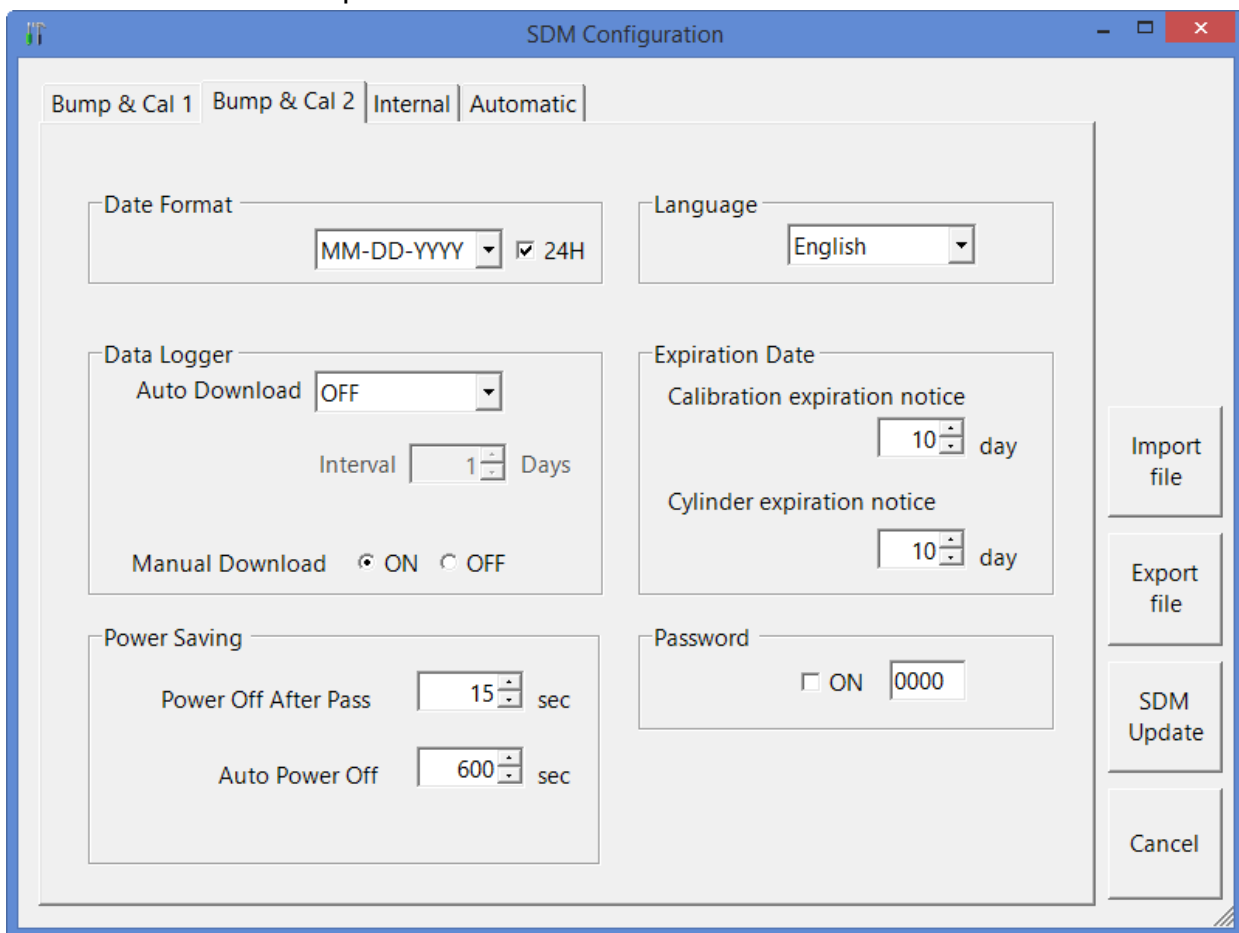 SDM Configuration
Bump & Cal 1 Bump & Cal 2 Internal Automatic
Date Format
MM-DD-YYYY 24H
Language
English
Data Logger
Auto Download OFF
Interval 1 Days
Manual Download ON OFF
Expiration Date
Calibration expiration notice
10 day
Cylinder expiration notice
10 day
Power Saving
Power Off After Pass 15 sec
Auto Power Off 600 sec
Password
ON 0000
Import
file
Export
file
SDM
Update
Cancel